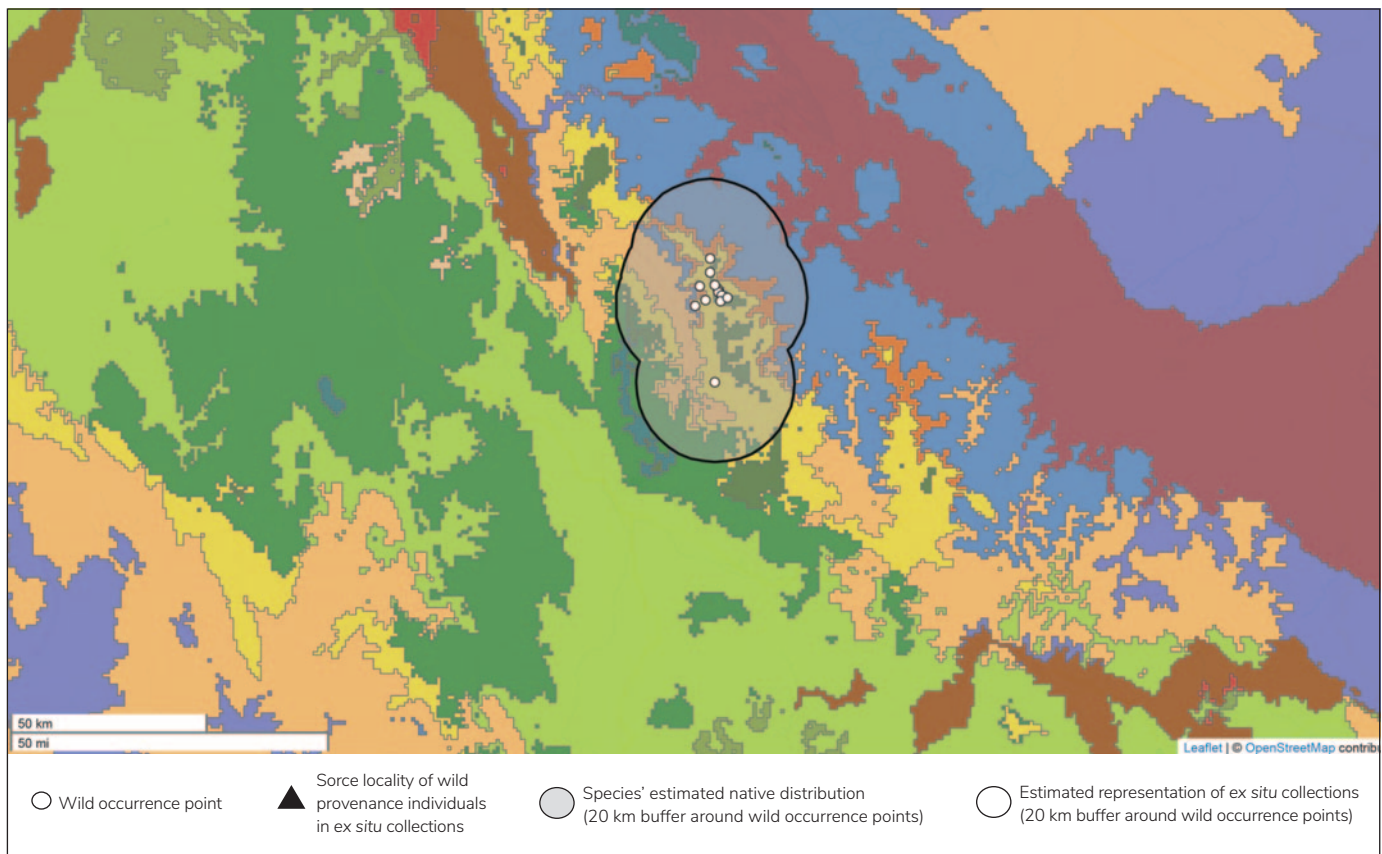 50 km
50 mi
Leaflet | © OpenStreetMap contribu
Wild occurrence point
Sorce locality of wild
provenance individuals
in ex situ collections
Species’ estimated native distribution
(20 km buffer around wild occurrence points)
Estimated representation of ex situ collections
(20 km buffer around wild occurrence points)